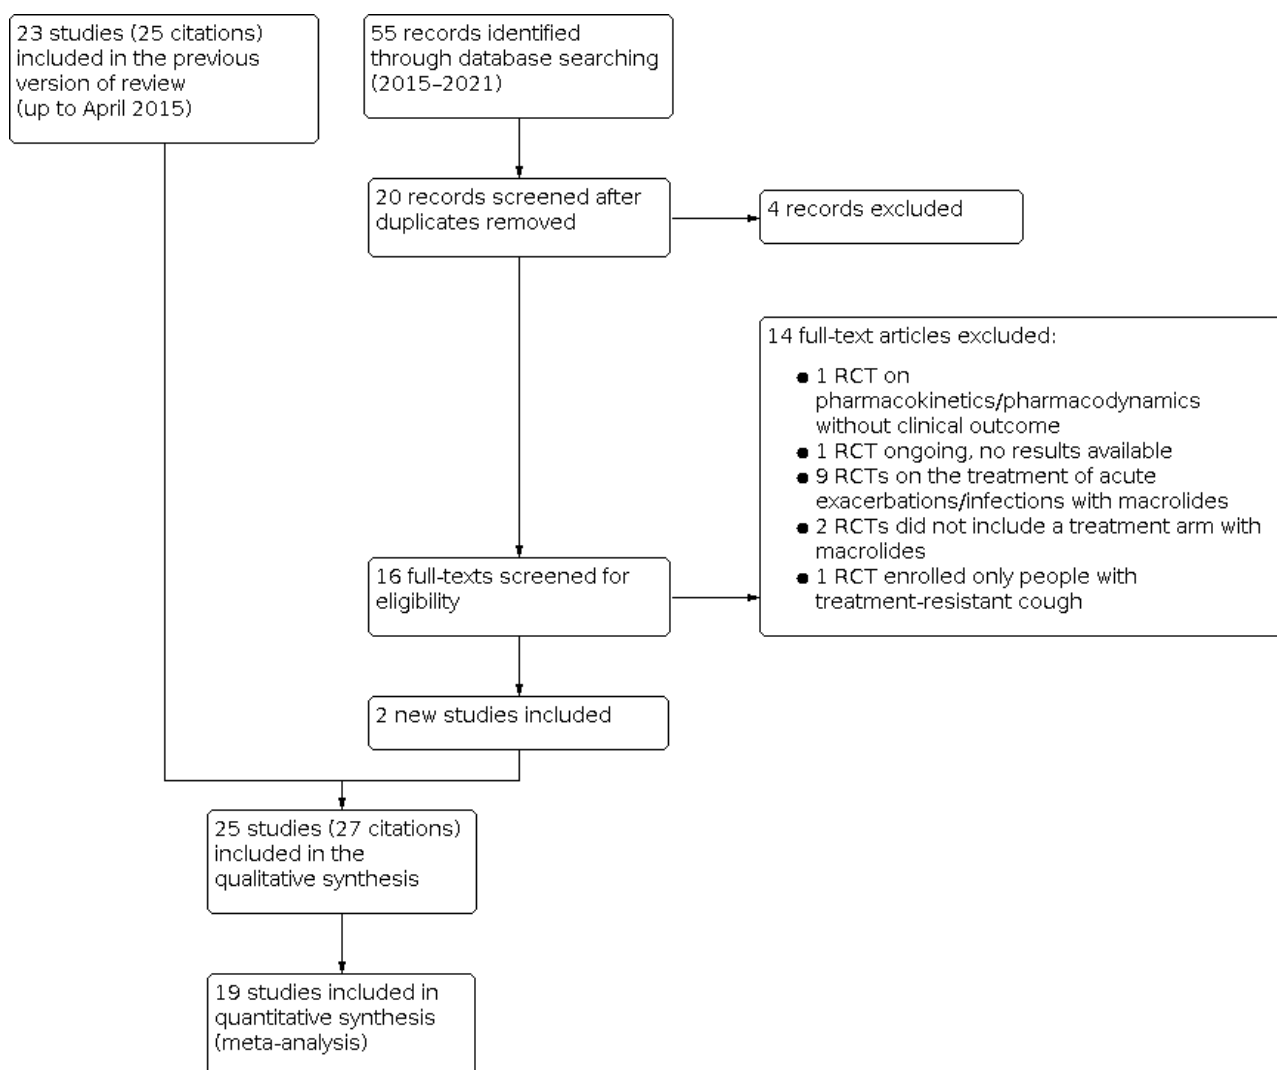 23 studies (25 citations)
included in the previous
version of review
(up to April 2015)
55 records identified
through database searching
(2015–2021)
20 records screened after
duplicates removed
4 records excluded
14 full-text articles excluded:
● 1 RCT on
pharmacokinetics/pharmacodynamics
without clinical outcome
● 1 RCT ongoing, no results available
● 9 RCTs on the treatment of acute
exacerbations/infections with macrolides
● 2 RCTs did not include a treatment arm with
macrolides
● 1 RCT enrolled only people with
treatment-resistant cough
16 full-texts screened for
eligibility
2 new studies included
25 studies (27 citations)
included in the
qualitative synthesis
19 studies included in
quantitative synthesis
(meta-analysis)